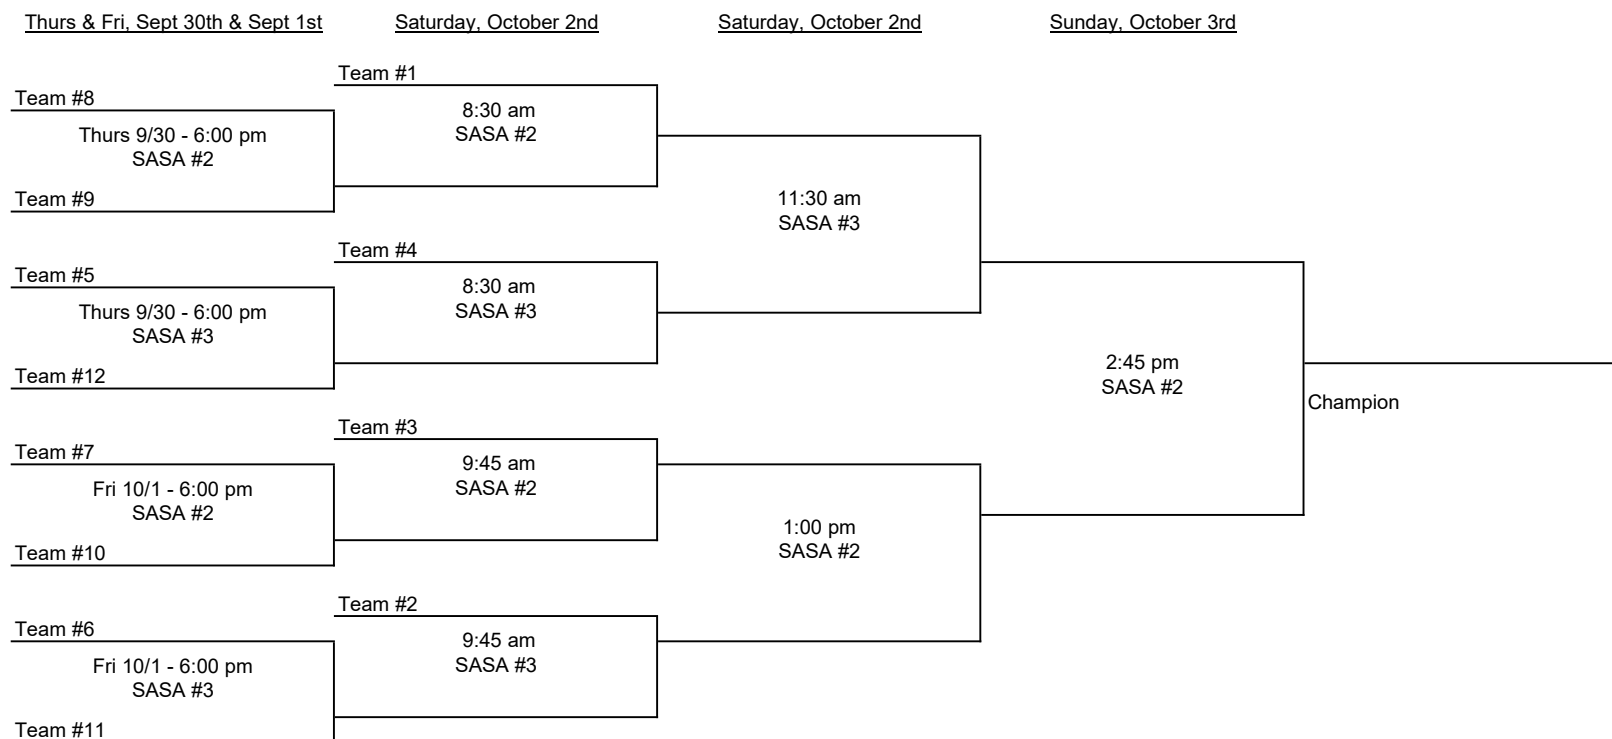 Thurs & Fri, Sept 30th & Sept 1st
Saturday, October 2nd
Saturday, October 2nd
Sunday, October 3rd
Team #8
Thurs 9/30 - 6:00 pm
SASA #2
Team #9
Team #5
Thurs 9/30 - 6:00 pm
SASA #3
Team #12
Team #7
Fri 10/1 - 6:00 pm
SASA #2
Team #10
Team #6
Fri 10/1 - 6:00 pm
SASA #3
Team #11
Team #1
8:30 am
SASA #2
Team #4
8:30 am
SASA #3
Team #3
9:45 am
SASA #2
Team #2
9:45 am
SASA #3
11:30 am
SASA #3
1:00 pm
SASA #2
2:45 pm
SASA #2
Champion